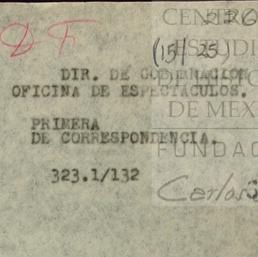 D F
(15) 25
DIR. DE GOBERNACION
OFICINA DE ESPECTACULOS.
PRIMERA
DE CORRESPONDENCIA.
323.1/132
CENTRO
ESTUDI
DE MEX
FUNDAC
Carlos